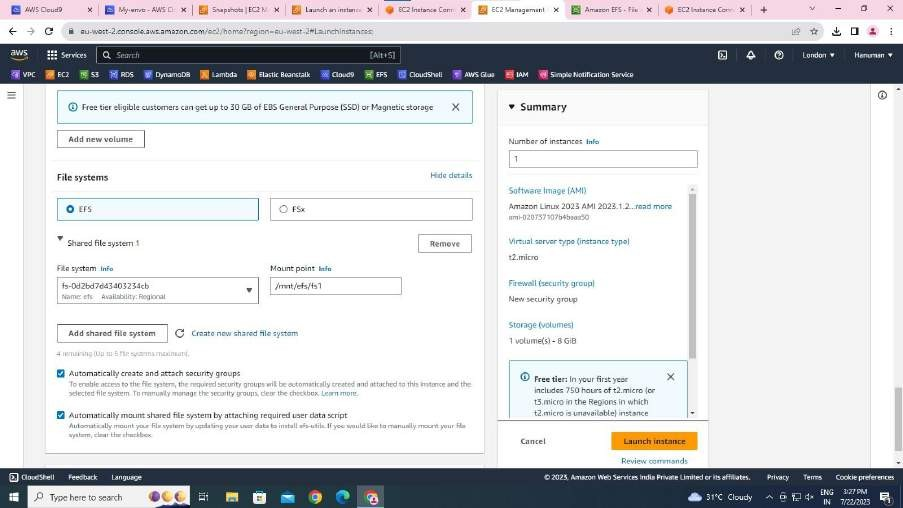 AWS Cloud9
My-envo - AWS Cl
Snapshots | EC2 M
Launch an instance
EC2 Instance Conn
EC2 Management
Amazon EFS - File
EC2 Instance Conn
eu-west-2.console.aws.amazon.com/ec2/home?region=eu-west-2#LaunchInstances:
aws
Services
Search
[Alt+S]
London
Hanuman
VPC
EC2
S3
RDS
DynamoDB
Lambda
Elastic Beanstalk
Cloud9
EFS
CloudShell
AWS Glue
IAM
Simple Notification Service
Free tier eligible customers can get up to 30 GB of EBS General Purpose (SSD) or Magnetic storage
Add new volume
File systems
Hide details
EFS
FSx
Shared file system 1
Remove
File system Info
Mount point Info
fs-0d2bd7d43403234cb
Name: efs Availability: Regional
/mnt/efs/fs1
Add shared file system
Create new shared file system
4 remaining (Up to 5 file systems maximum).
Automatically create and attach security groups
To enable access to the file system, the required security groups will be automatically created and attached to this instance and the
selected file system. To manually manage the security groups, clear the checkbox. Learn more.
Automatically mount shared file system by attaching required user data script
Automatically mount your file system by updating your user data to install efs-utils. If you would like to manually mount your file
system, clear the checkbox.
Summary
Number of instances Info
1
Software Image (AMI)
Amazon Linux 2023 AMI 2023.1.2...read more
Virtual server type (instance type)
t2.micro
Firewall (security group)
New security group
Storage (volumes)
1 volume(s) - 8 GiB
Free tier: In your first year
includes 750 hours of t2.micro (or
t3.micro in the Regions in which
t2.micro is unavailable) instance
Cancel
Launch instance
Review commands
CloudShell
Feedback
Language
© 2023, Amazon Web Services India Private Limited or its affiliates.
Privacy
Terms
Cookie preferences
Type here to search
31°C Cloudy
ENG
IN
3:27 PM
7/22/2023